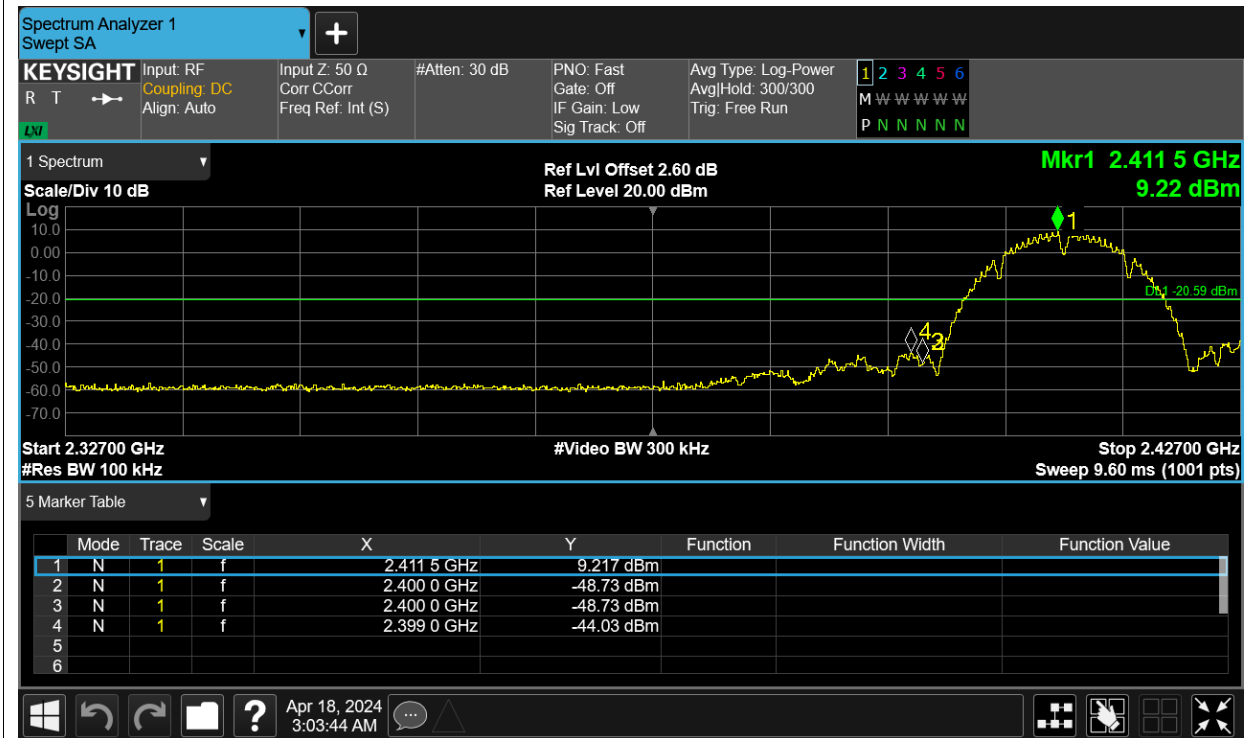 Spectrum Analyzer 1
Swept SA
+
KEYSIGHT
R T
LXI
Input: RF
Coupling: DC
Align: Auto
Input Z: 50 Ω
Corr CCorr
Freq Ref: Int (S)
#Atten: 30 dB
PNO: Fast
Gate: Off
IF Gain: Low
Sig Track: Off
Avg Type: Log-Power
Avg|Hold: 300/300
Trig: Free Run
1 2 3 4 5 6
M W W W W W
P N N N N N
1 Spectrum
Scale/Div 10 dB
Ref Lvl Offset 2.60 dB
Ref Level 20.00 dBm
Mkr1 2.411 5 GHz
9.22 dBm
Log
10.0
0.00
-10.0
-20.0
-30.0
-40.0
-50.0
-60.0
-70.0
1
DL1 -20.59 dBm
4
Start 2.32700 GHz
#Res BW 100 kHz
#Video BW 300 kHz
Stop 2.42700 GHz
Sweep 9.60 ms (1001 pts)
5 Marker Table
Mode Trace Scale X Y Function Function Width Function Value
1 N 1 f 2.411 5 GHz 9.217 dBm
2 N 1 f 2.400 0 GHz -48.73 dBm
3 N 1 f 2.400 0 GHz -48.73 dBm
4 N 1 f 2.399 0 GHz -44.03 dBm
5
6
?
Apr 18, 2024
3:03:44 AM